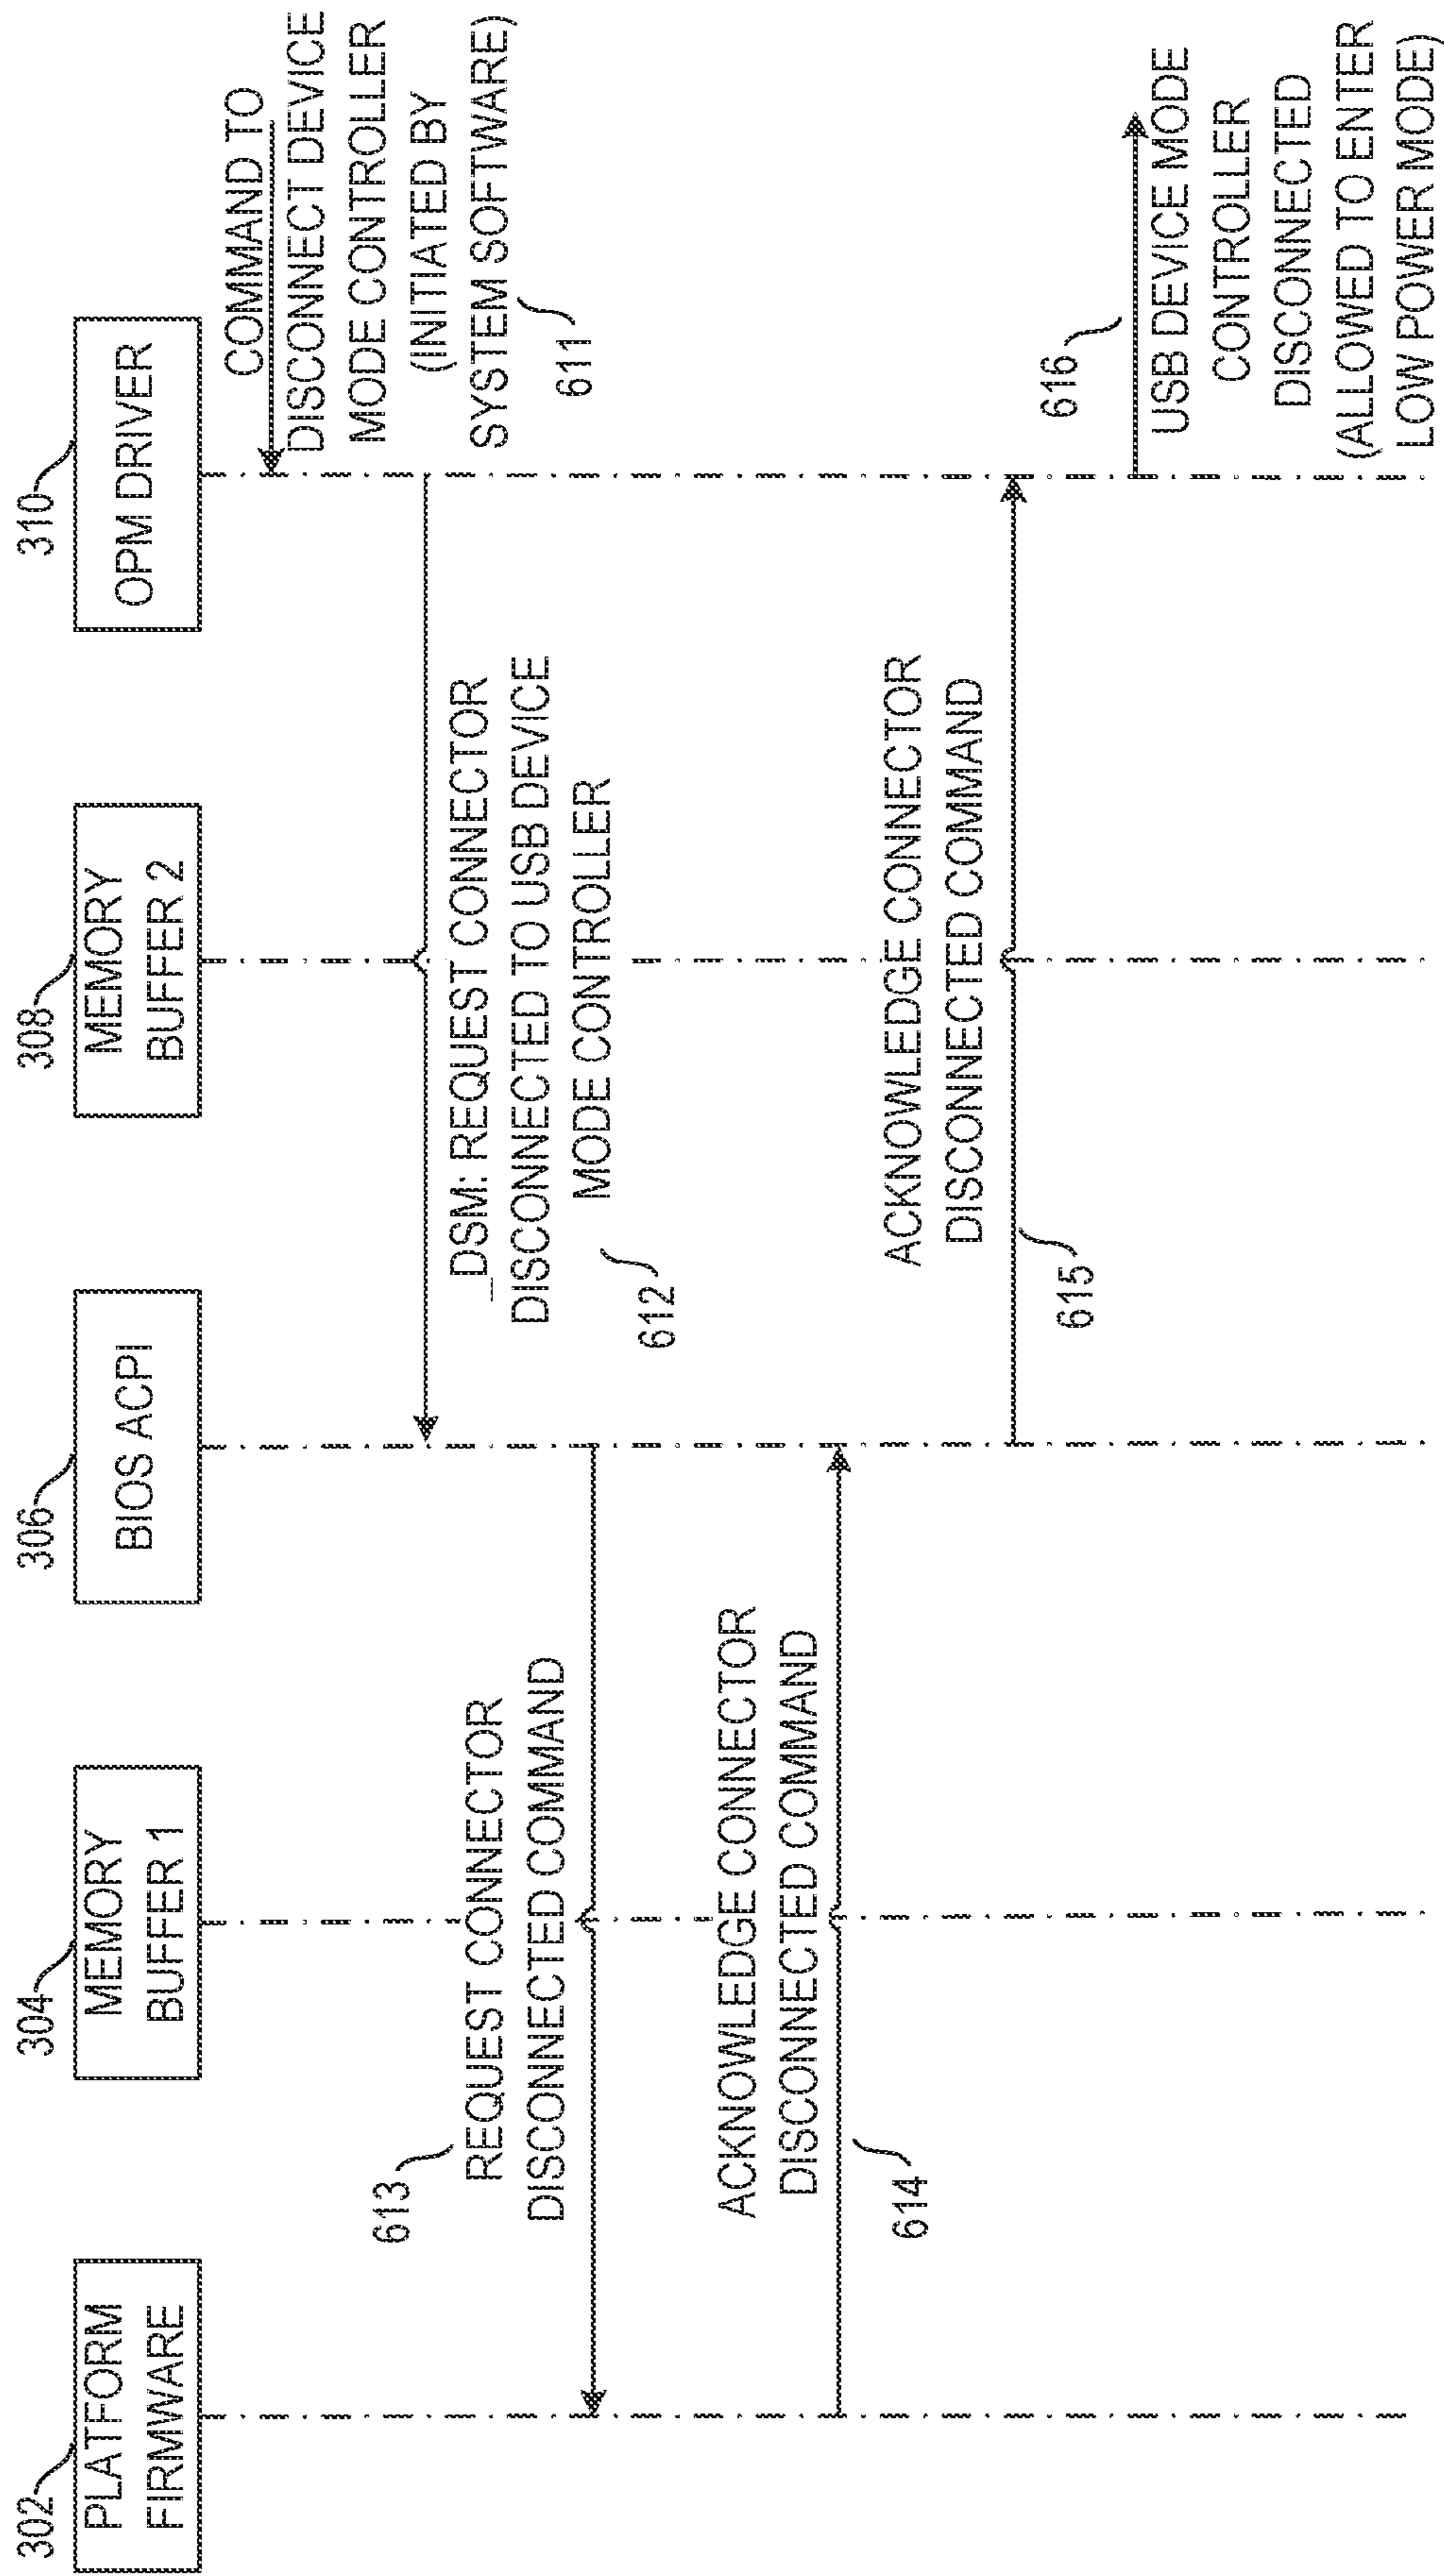 302
PLATFORM
FIRMWARE
304
MEMORY
BUFFER 1
306
BIOS ACPI
308
MEMORY
BUFFER 2
310
OPM DRIVER
COMMAND TO
DISCONNECT DEVICE
MODE CONTROLLER
(INITIATED BY
SYSTEM SOFTWARE)
611
_DSM: REQUEST CONNECTOR
DISCONNECTED TO USB DEVICE
MODE CONTROLLER
612
613
REQUEST CONNECTOR
DISCONNECTED COMMAND
ACKNOWLEDGE CONNECTOR
DISCONNECTED COMMAND
614
ACKNOWLEDGE CONNECTOR
DISCONNECTED COMMAND
615
616
USB DEVICE MODE
CONTROLLER
DISCONNECTED
(ALLOWED TO ENTER
LOW POWER MODE)